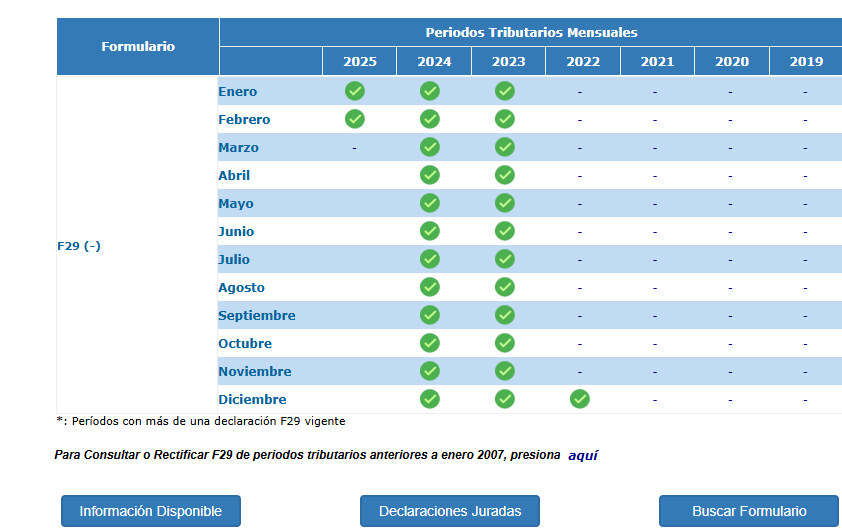 Formulario Periodos Tributarios Mensuales
2025 2024 2023 2022 2021 2020 2019
Enero - - - -
Febrero - - - -
Marzo - - - - -
Abril - - - -
Mayo - - - -
Junio - - - -
F29 (-)
Julio - - - -
Agosto - - - -
Septiembre - - - -
Octubre - - - -
Noviembre - - - -
Diciembre - - -
*: Períodos con más de una declaración F29 vigente
Para Consultar o Rectificar F29 de periodos tributarios anteriores a enero 2007, presiona aquí
Información Disponible Declaraciones Juradas Buscar Formulario